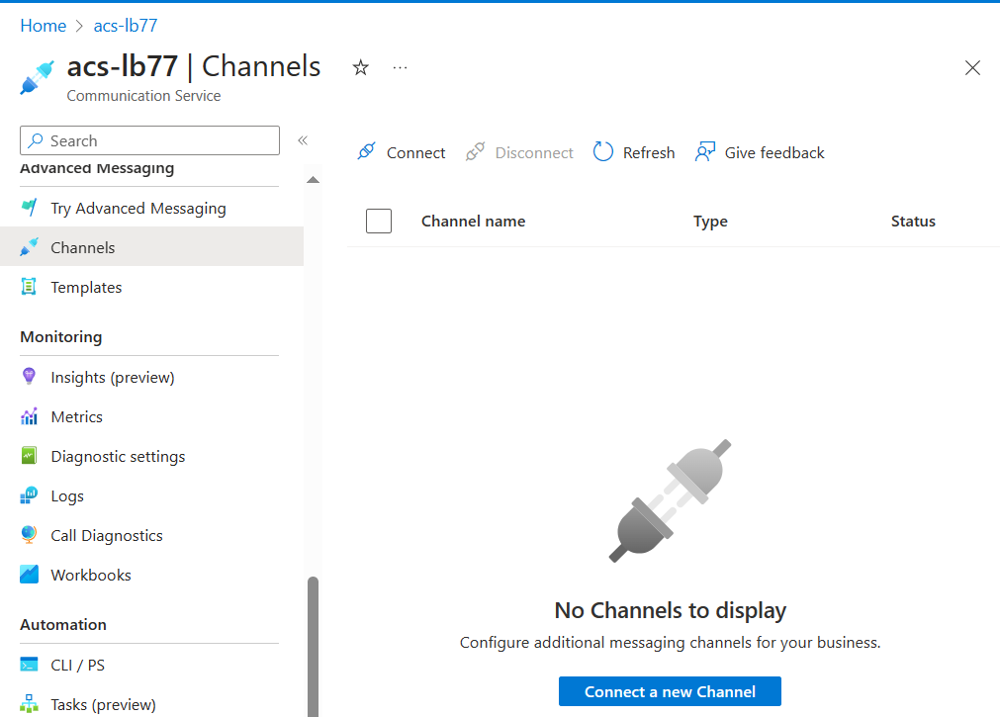 Home > acs-lb77
acs-lb77 | Channels
Communication Service
Search
Advanced Messaging
Try Advanced Messaging
Channels
Templates
Monitoring
Insights (preview)
Metrics
Diagnostic settings
Logs
Call Diagnostics
Workbooks
Automation
CLI / PS
Tasks (preview)
Connect Disconnect Refresh Give feedback
Channel name Type Status
No Channels to display
Configure additional messaging channels for your business.
Connect a new Channel